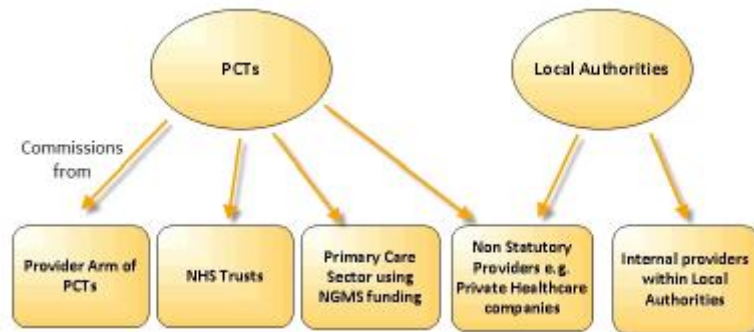 PCTs
Local Authorities
Commissions
from
Provider Arm of
PCTs
NHS Trusts
Primary Care
Sector using
NGMS funding
Non Statutory
Providers e.g.
Private Healthcare
companies
Internal providers
within Local
Authorities